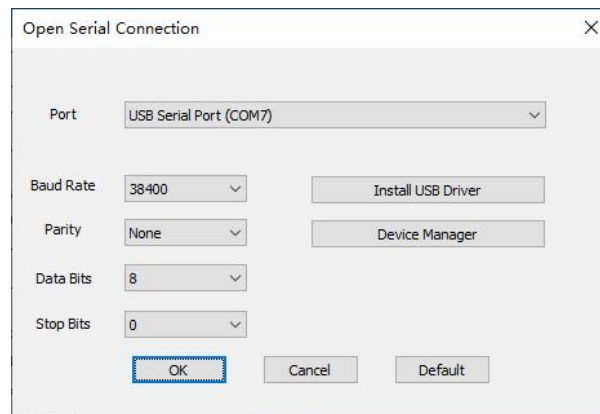 Open Serial Connection
Port USB Serial Port (COM7)
Baud Rate 38400 Install USB Driver
Parity None Device Manager
Data Bits 8
Stop Bits 0
OK Cancel Default